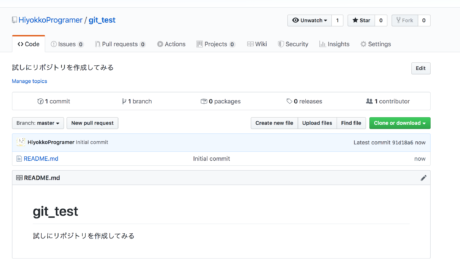 HiyokkoProgramer / git_test
Unwatch 1 Star 0 Fork 0
Code Issues 0 Pull requests 0 Actions Projects 0 Wiki Security Insights Settings
試しにリポジトリを作成してみる Edit
Manage topics
1 commit 1 branch 0 packages 0 releases 1 contributor
Branch: master New pull request Create new file Upload files Find file Clone or download
HiyokkoProgramer Initial commit Latest commit 51d18a6 now
README.md Initial commit now
README.md
git_test
試しにリポジトリを作成してみる